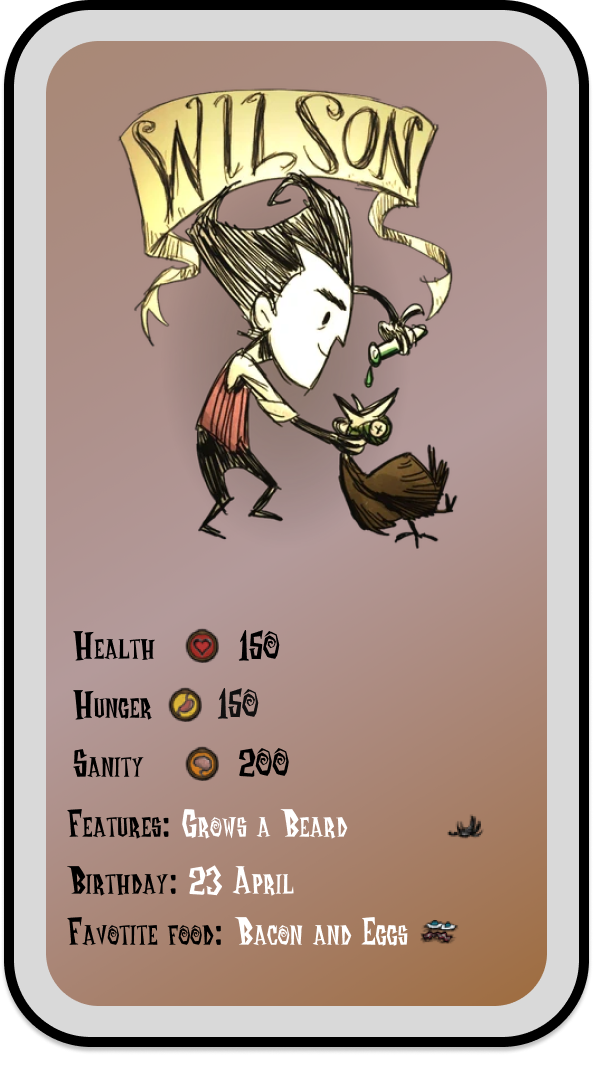 WILSON
Health 150
Hunger 150
Sanity 200
Features: Grows a Beard
Birthday: 23 April
Favotite food: Bacon and Eggs